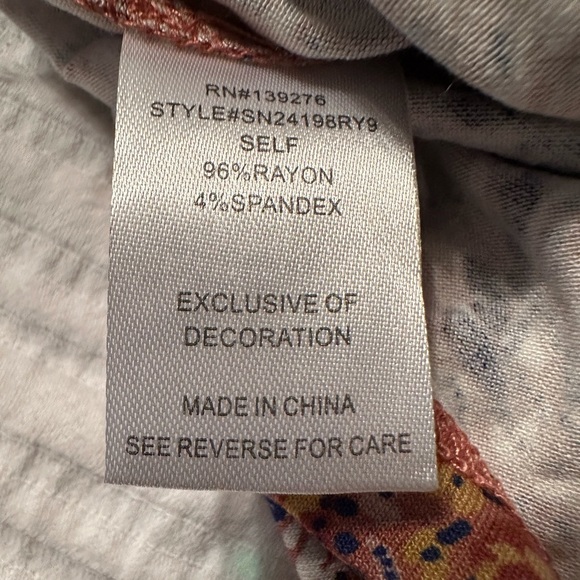 RN#139276
STYLE#SN24198RY9
SELF
96%RAYON
4%SPANDEX
EXCLUSIVE OF
DECORATION
MADE IN CHINA
SEE REVERSE FOR CARE